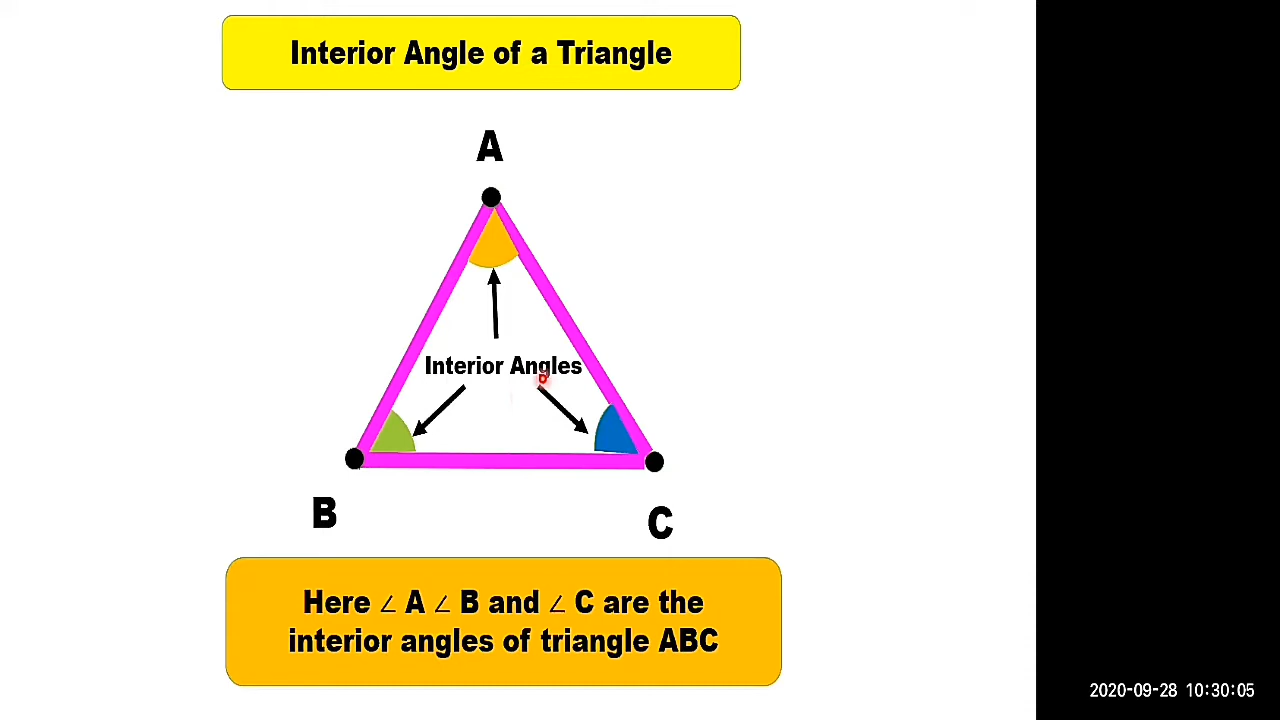 Interior Angle of a Triangle
A
Interior Angles
B
C
Here ∠ A ∠ B and ∠ C are the
interior angles of triangle ABC
2020-09-28 10:30:05